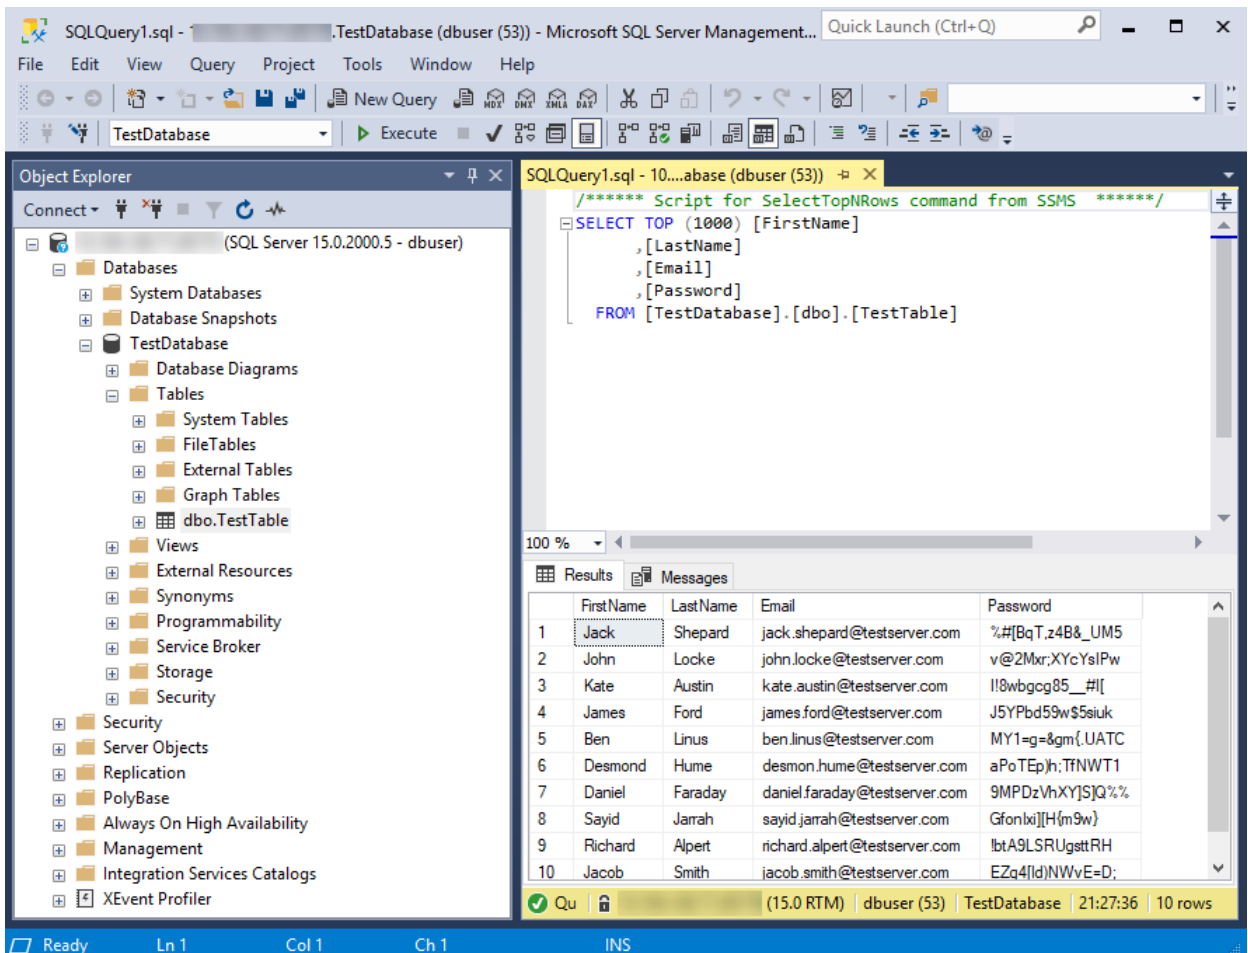 SQLQuery1.sql - .TestDatabase (dbuser (53)) - Microsoft SQL Server Management... Quick Launch (Ctrl+Q)
File Edit View Query Project Tools Window Help
New Query MDX DMX XMLA DAX
TestDatabase Execute
Object Explorer
Connect
(SQL Server 15.0.2000.5 - dbuser)
Databases
System Databases
Database Snapshots
TestDatabase
Database Diagrams
Tables
System Tables
FileTables
External Tables
Graph Tables
dbo.TestTable
Views
External Resources
Synonyms
Programmability
Service Broker
Storage
Security
Security
Server Objects
Replication
PolyBase
Always On High Availability
Management
Integration Services Catalogs
XEvent Profiler
SQLQuery1.sql - 10....abase (dbuser (53))
/****** Script for SelectTopNRows command from SSMS ******/
SELECT TOP (1000) [FirstName]
,[LastName]
,[Email]
,[Password]
FROM [TestDatabase].[dbo].[TestTable]
100 %
Results Messages
FirstName LastName Email Password
1 Jack Shepard jack.shepard@testserver.com %#[BqT,z4B&_UM5
2 John Locke john.locke@testserver.com v@2Mxr;XYcYsIPw
3 Kate Austin kate.austin@testserver.com
4 James Ford james.ford@testserver.com J5YPbd59w$5siuk
5 Ben Linus ben.linus@testserver.com MY1=g=&gm{.UATC
6 Desmond Hume desmon.hume@testserver.com aPoTEp)h;TfNWT1
7 Daniel Faraday daniel.faraday@testserver.com
8 Sayid Jarrah sayid.jarrah@testserver.com
9 Richard Alpert richard.alpert@testserver.com !btA9LSRUgsttRH
10 Jacob Smith jacob.smith@testserver.com
Qu (15.0 RTM) dbuser (53) TestDatabase 21:27:36 10 rows
Ready Ln 1 Col 1 Ch 1 INS